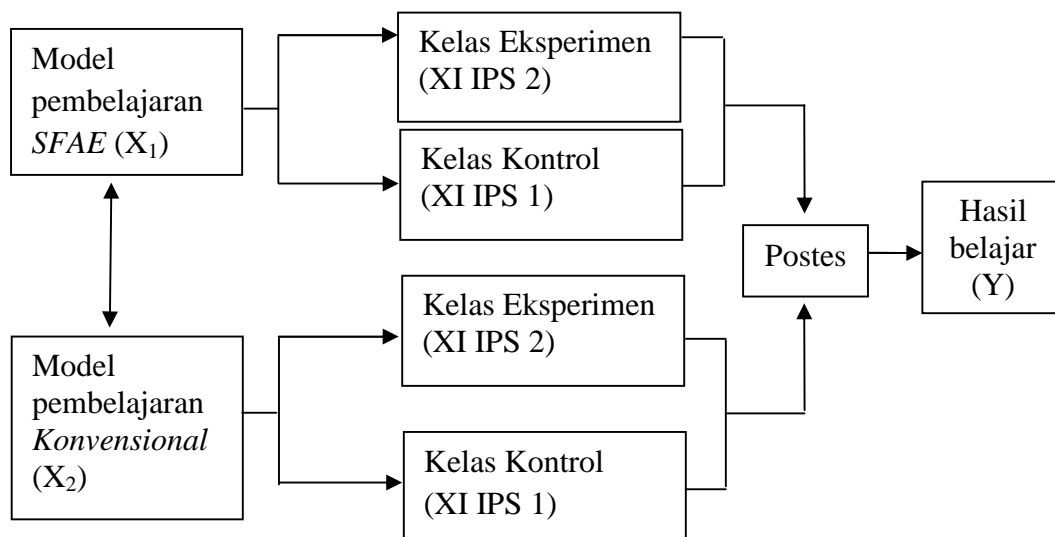 Model
pembelajaran
SFAE (X₁)
Kelas Eksperimen
(XI IPS 2)
Kelas Kontrol
(XI IPS 1)
Model
pembelajaran
Konvensional
(X₂)
Kelas Eksperimen
(XI IPS 2)
Kelas Kontrol
(XI IPS 1)
Postes
Hasil
belajar
(Y)